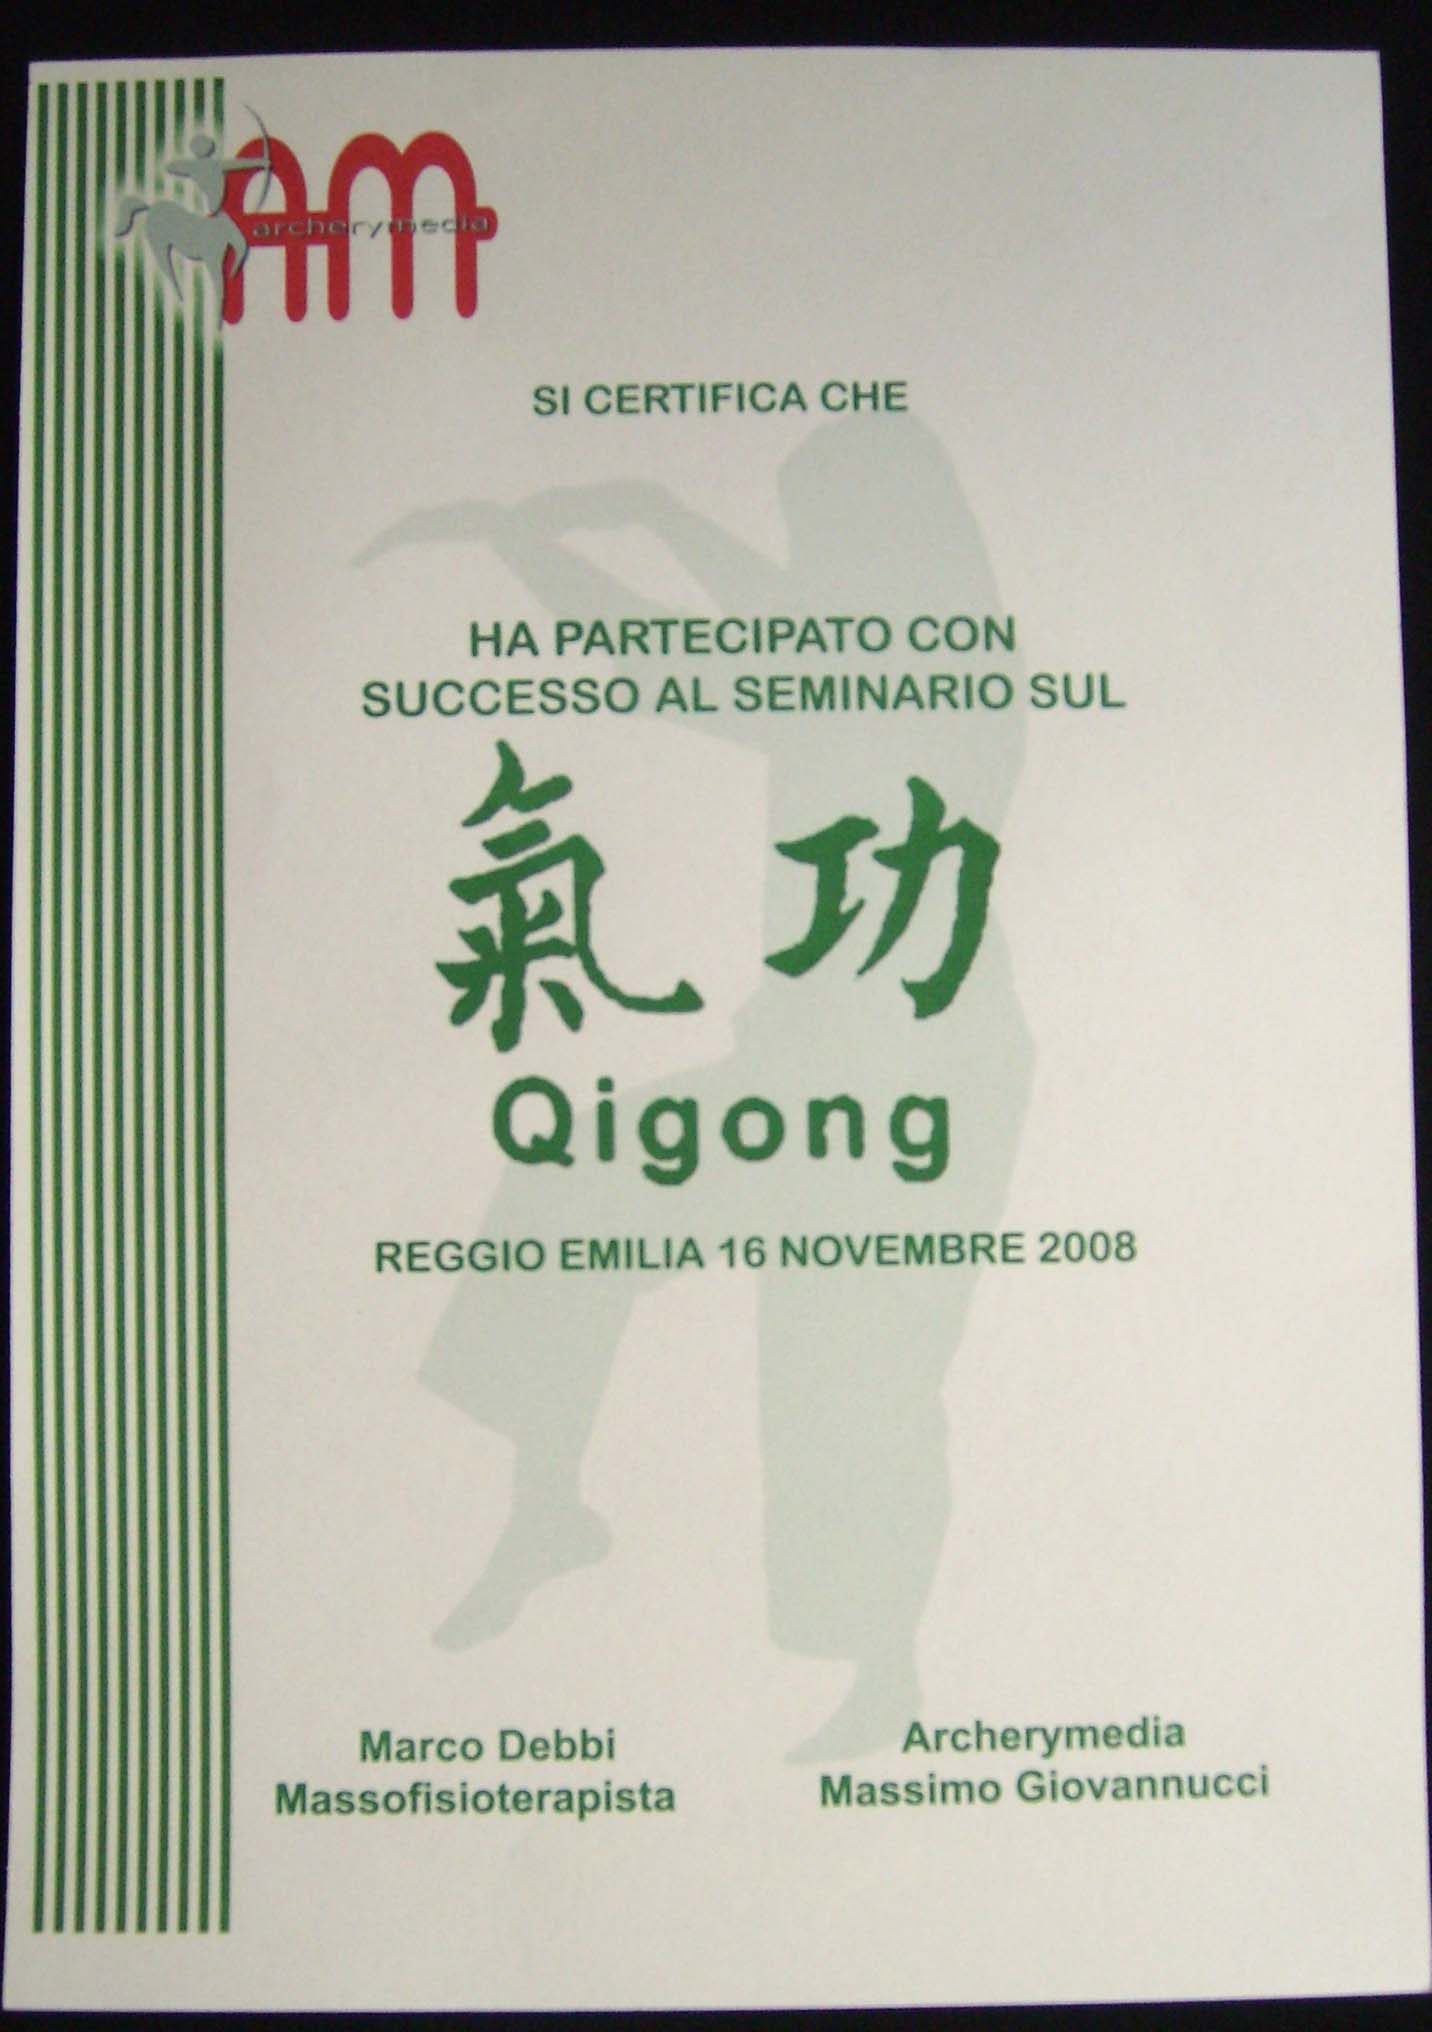 AM
archerymedia
SI CERTIFICA CHE
HA PARTECIPATO CON
SUCCESSO AL SEMINARIO SUL
氣功
Qigong
REGGIO EMILIA 16 NOVEMBRE 2008
Marco Debbi
Massofisioterapista
Archerymedia
Massimo Giovannucci